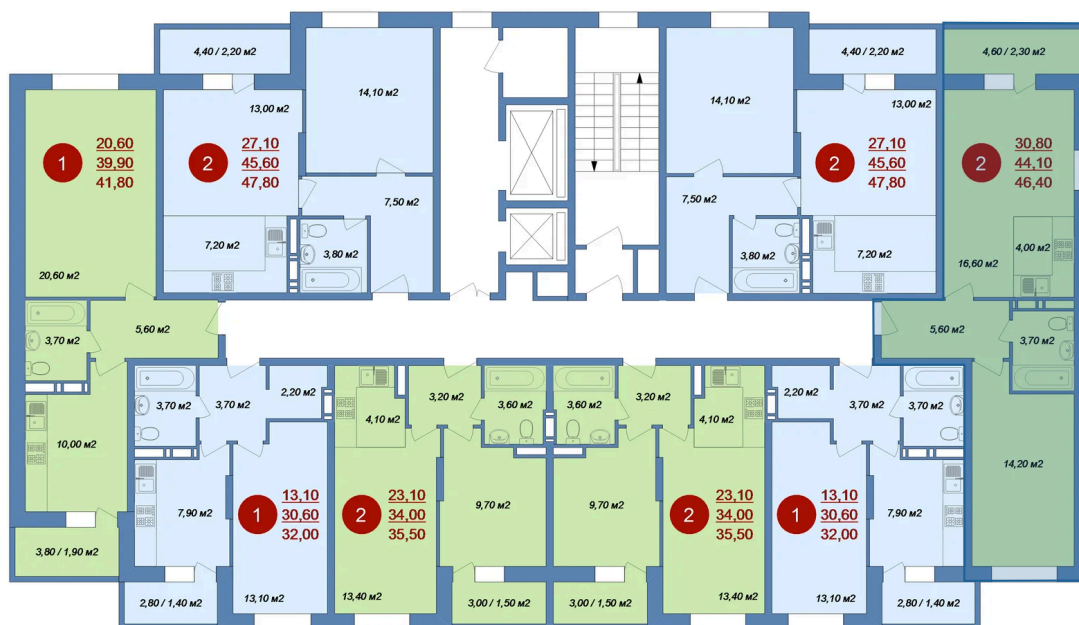 4,40 / 2,20 м2
14,10 м2
13,00 м2
2
27,10
45,60
47,80
7,20 м2
3,80 м2
7,50 м2
1
20,60
39,90
41,80
20,60 м2
3,70 м2
5,60 м2
10,00 м2
3,80 / 1,90 м2
14,10 м2
4,40 / 2,20 м2
13,00 м2
2
27,10
45,60
47,80
7,50 м2
3,80 м2
7,20 м2
4,60 / 2,30 м2
2
30,80
44,10
46,40
4,00 м2
16,60 м2
5,60 м2
3,70 м2
14,20 м2
3,70 м2
3,70 м2
2,20 м2
7,90 м2
1
13,10
30,60
32,00
13,10 м2
2,80 / 1,40 м2
4,10 м2
3,20 м2
3,60 м2
2
23,10
34,00
35,50
9,70 м2
13,40 м2
3,00 / 1,50 м2
3,60 м2
3,20 м2
4,10 м2
9,70 м2
2
23,10
34,00
35,50
3,00 / 1,50 м2
13,40 м2
2,20 м2
3,70 м2
3,70 м2
1
13,10
30,60
32,00
7,90 м2
13,10 м2
2,80 / 1,40 м2